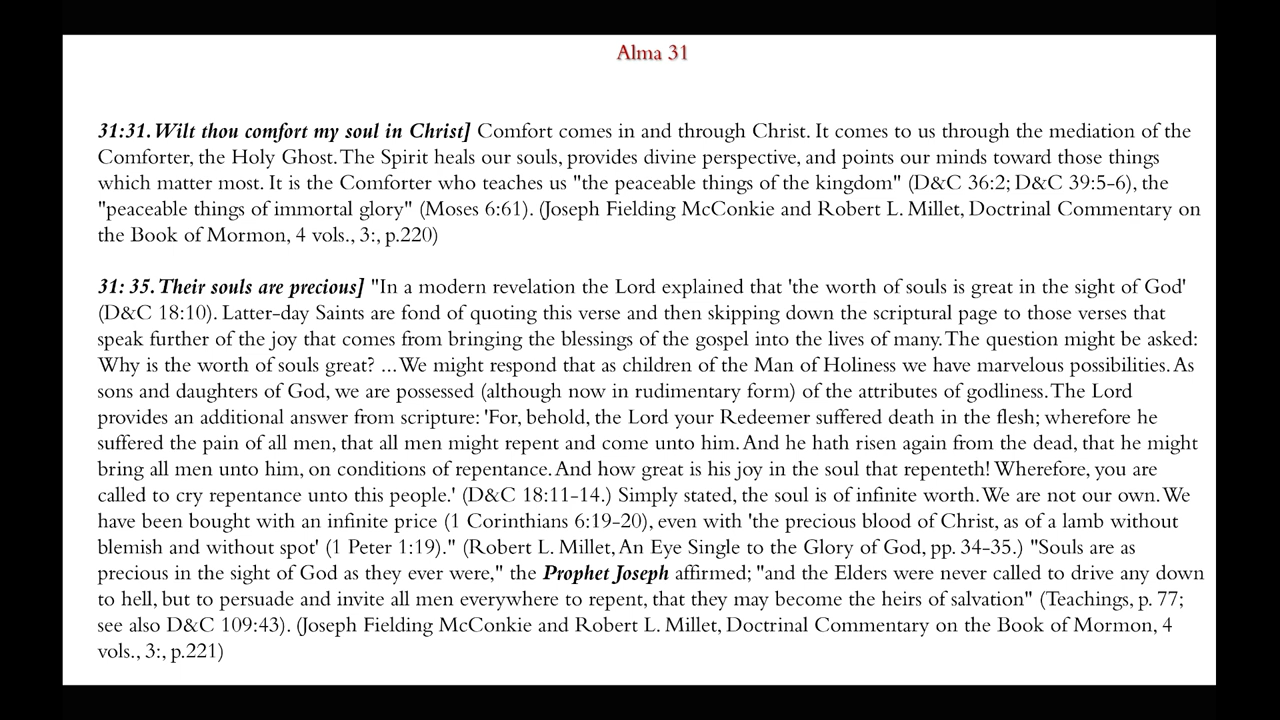 Alma 31
31:31. Wilt thou comfort my soul in Christ] Comfort comes in and through Christ. It comes to us through the mediation of the
Comforter, the Holy Ghost. The Spirit heals our souls, provides divine perspective, and points our minds toward those things
which matter most. It is the Comforter who teaches us "the peaceable things of the kingdom" (D&C 36:2; D&C 39:5-6), the
"peaceable things of immortal glory" (Moses 6:61). (Joseph Fielding McConkie and Robert L. Millet, Doctrinal Commentary on
the Book of Mormon, 4 vols., 3:, p.220)
31: 35. Their souls are precious] "In a modern revelation the Lord explained that 'the worth of souls is great in the sight of God'
(D&C 18:10). Latter-day Saints are fond of quoting this verse and then skipping down the scriptural page to those verses that
speak further of the joy that comes from bringing the blessings of the gospel into the lives of many. The question might be asked:
Why is the worth of souls great? ... We might respond that as children of the Man of Holiness we have marvelous possibilities. As
sons and daughters of God, we are possessed (although now in rudimentary form) of the attributes of godliness. The Lord
provides an additional answer from scripture: 'For, behold, the Lord your Redeemer suffered death in the flesh; wherefore he
suffered the pain of all men, that all men might repent and come unto him. And he hath risen again from the dead, that he might
bring all men unto him, on conditions of repentance. And how great is his joy in the soul that repenteth! Wherefore, you are
called to cry repentance unto this people.' (D&C 18:11-14.) Simply stated, the soul is of infinite worth. We are not our own. We
have been bought with an infinite price (1 Corinthians 6:19-20), even with 'the precious blood of Christ, as of a lamb without
blemish and without spot' (1 Peter 1:19)." (Robert L. Millet, An Eye Single to the Glory of God, pp. 34-35.) "Souls are as
precious in the sight of God as they ever were," the Prophet Joseph affirmed; "and the Elders were never called to drive any down
to hell, but to persuade and invite all men everywhere to repent, that they may become the heirs of salvation" (Teachings, p. 77;
see also D&C 109:43). (Joseph Fielding McConkie and Robert L. Millet, Doctrinal Commentary on the Book of Mormon, 4
vols., 3:, p.221)